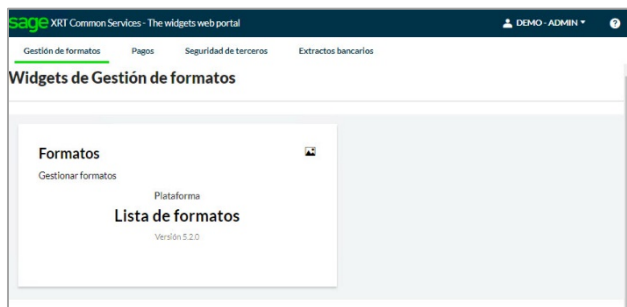 sage XRT Common Services - The widgets web portal DEMO - ADMIN ?
Gestión de formatos Pagos Seguridad de terceros Extractos bancarios
Widgets de Gestión de formatos
Formatos
Gestionar formatos
Plataforma
Lista de formatos
Versión 5.2.0